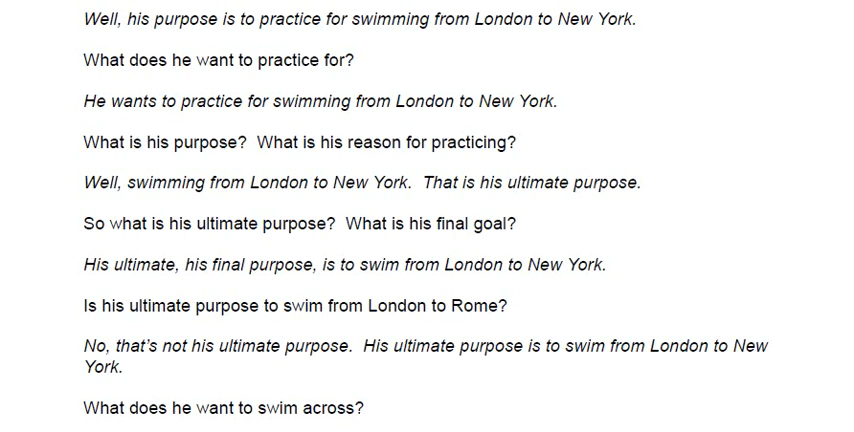 Well, his purpose is to practice for swimming from London to New York.
What does he want to practice for?
He wants to practice for swimming from London to New York.
What is his purpose?  What is his reason for practicing?
Well, swimming from London to New York.  That is his ultimate purpose.
So what is his ultimate purpose?  What is his final goal?
His ultimate, his final purpose, is to swim from London to New York.
Is his ultimate purpose to swim from London to Rome?
No, that's not his ultimate purpose.  His ultimate purpose is to swim from London to New
York.
What does he want to swim across?